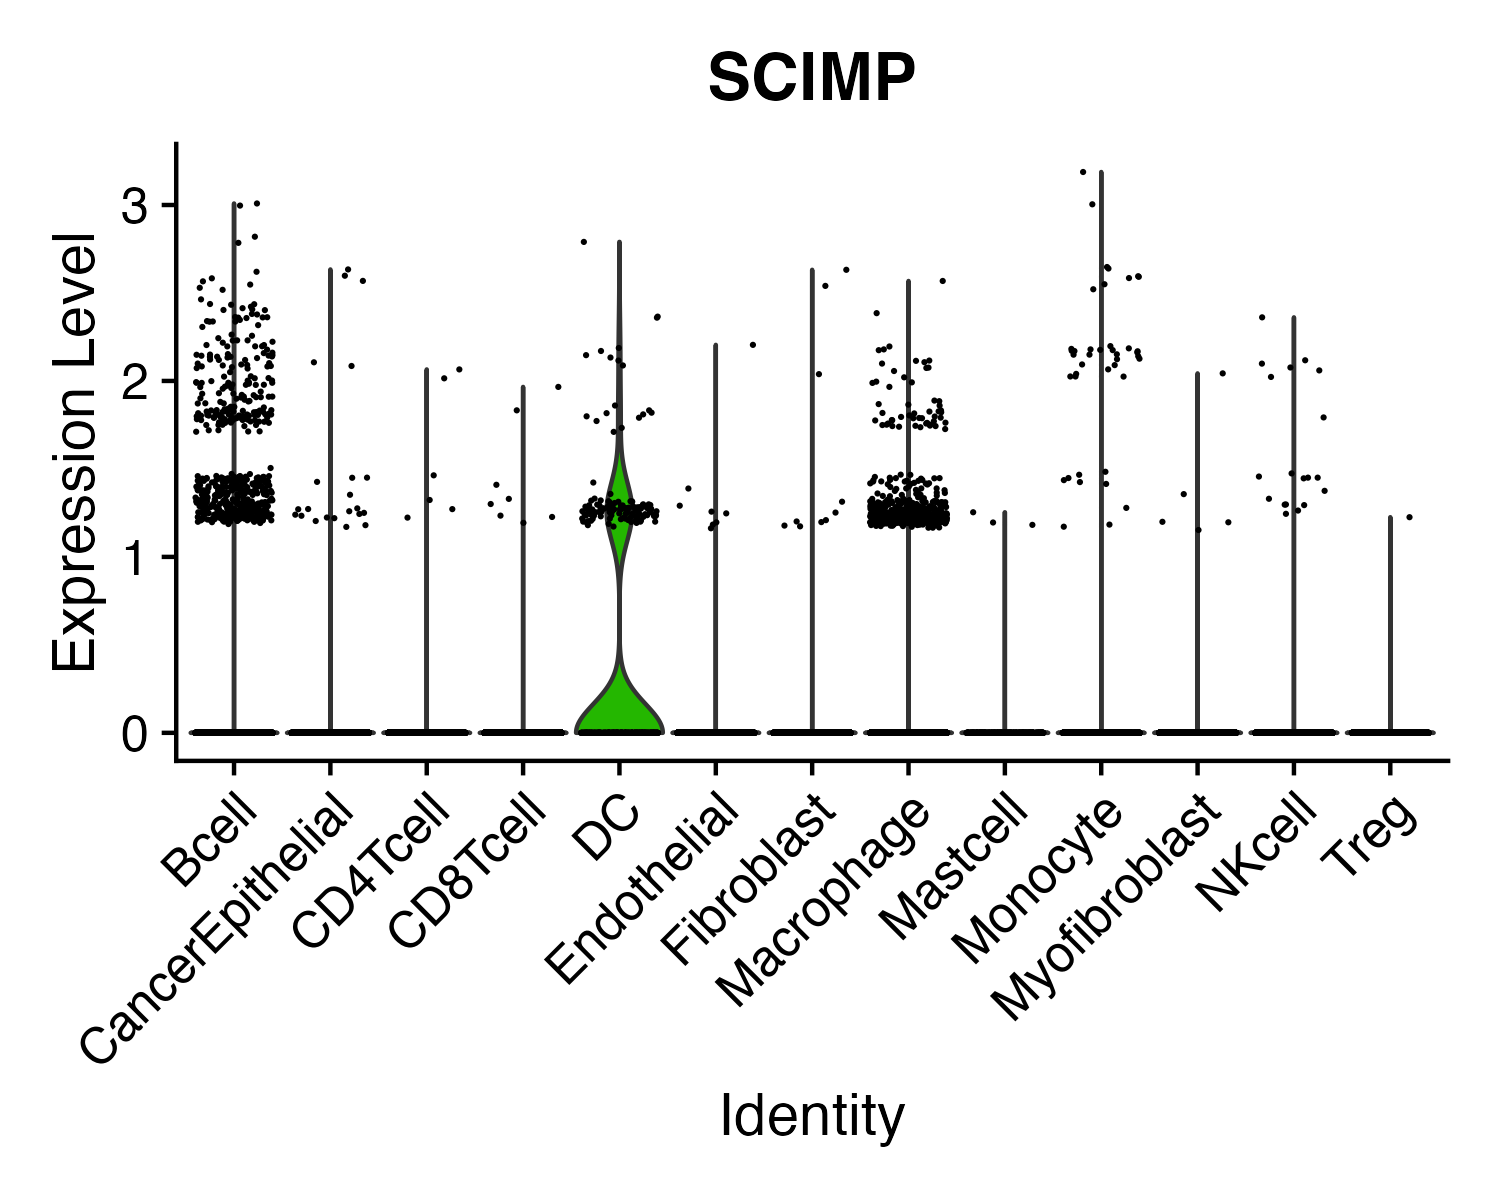 SCIMP
Expression Level
3
2
1
0
Bcell
CancerEpithelial
CD4Tcell
CD8Tcell
DC
Endothelial
Fibroblast
Macrophage
Mastcell
Monocyte
Myofibroblast
NKcell
Treg
Identity